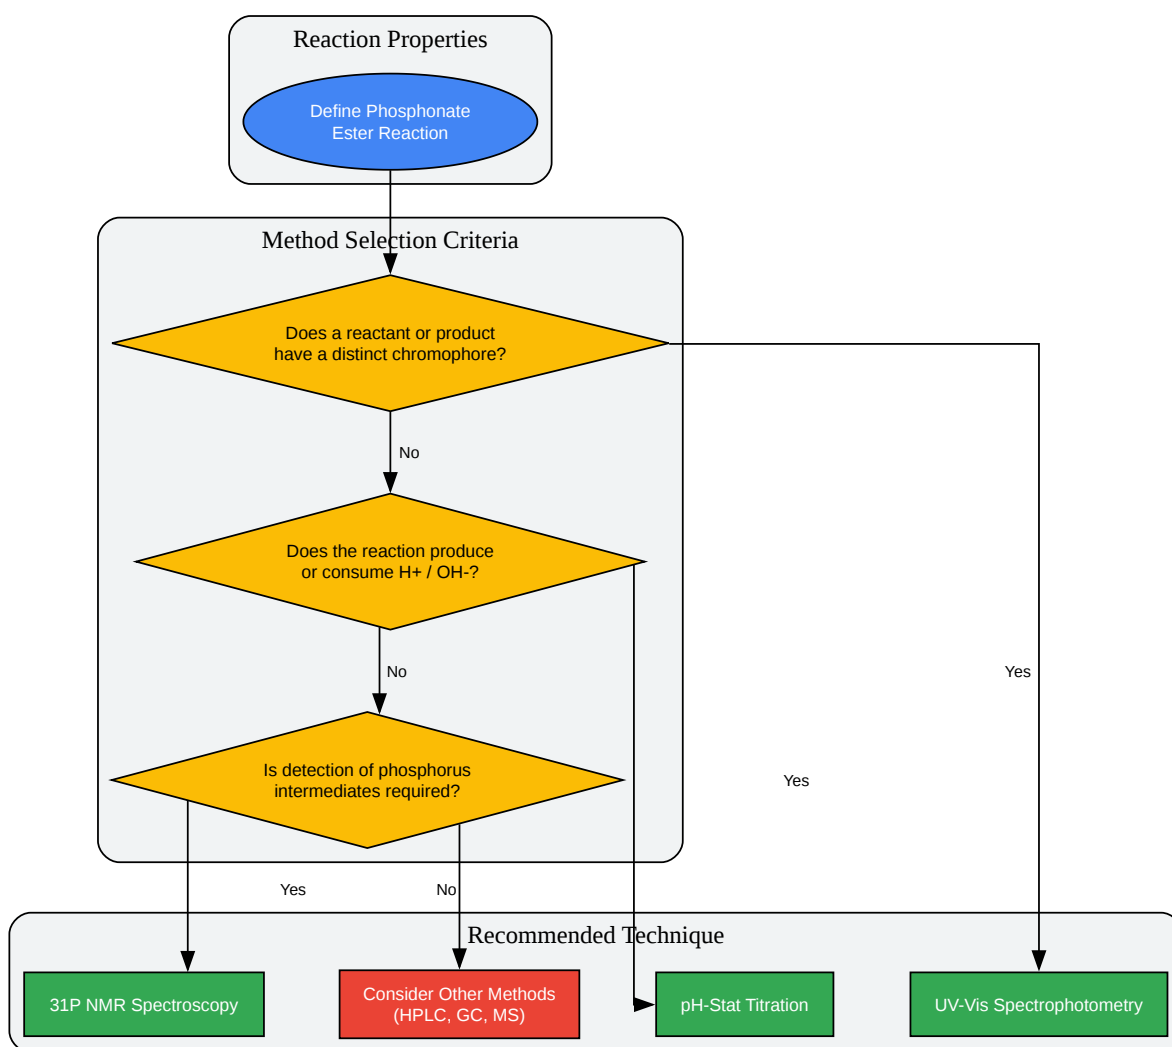 Reaction Properties
Define Phosphonate
Ester Reaction
Method Selection Criteria
Does a reactant or product
have a distinct chromophore?
No
Does the reaction produce
or consume H+ / OH-?
No
Yes
Is detection of phosphorus
intermediates required?
Yes
Yes
No
Recommended Technique
31P NMR Spectroscopy
Consider Other Methods
(HPLC, GC, MS)
pH-Stat Titration
UV-Vis Spectrophotometry